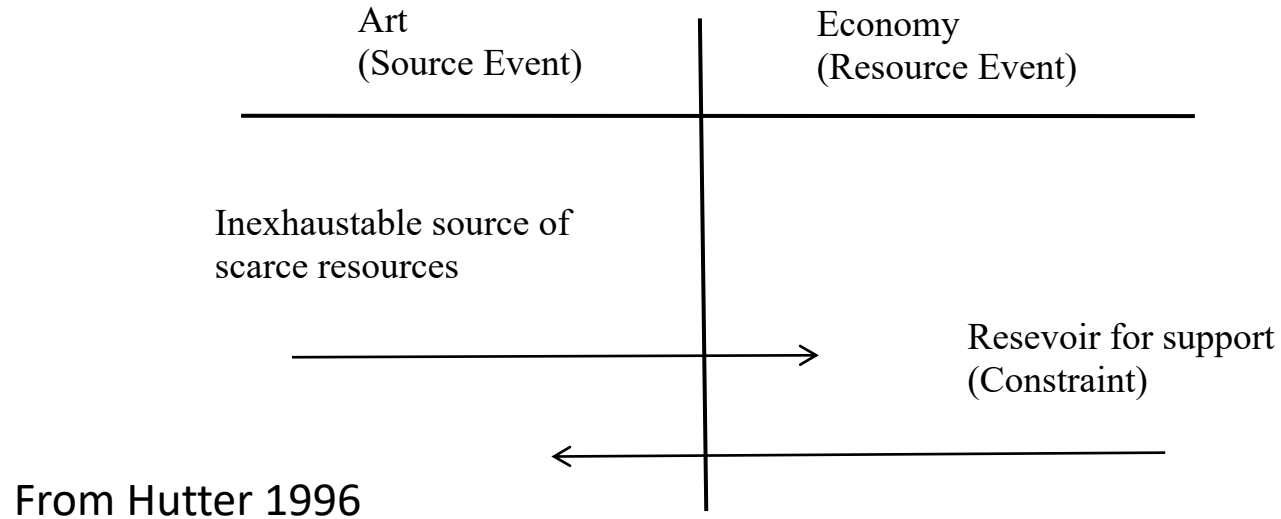 Art
(Source Event)
Economy
(Resource Event)
Inexhaustable source of
scarce resources
Resevoir for support
(Constraint)
From Hutter 1996